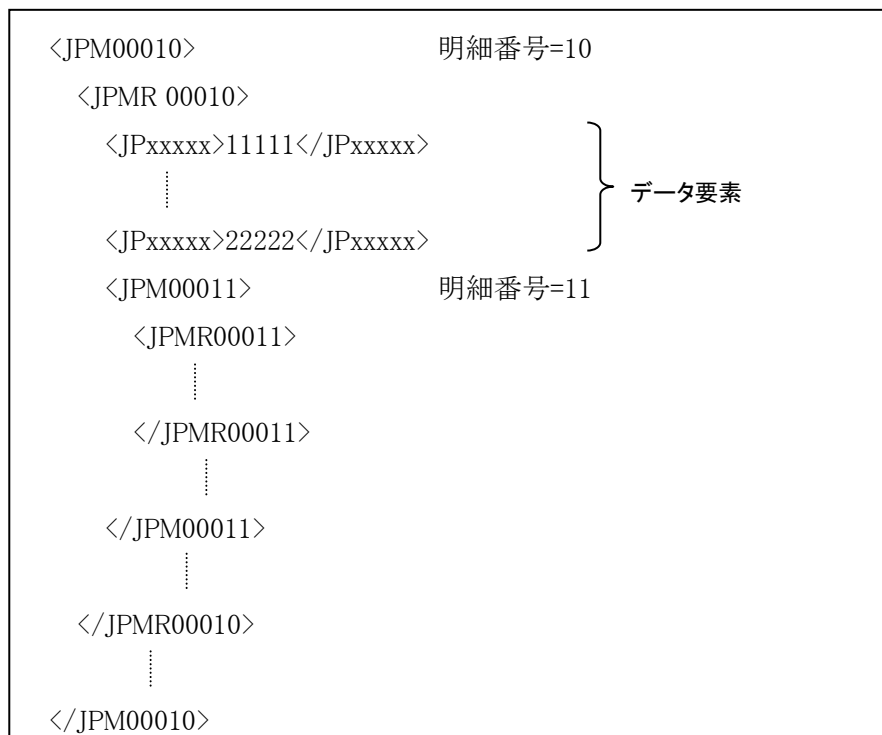 <JPM00010> 明細番号=10
<JPMR 00010>
<JPxxxxx>11111</JPxxxxx>
データ要素
<JPxxxxx>22222</JPxxxxx>
<JPM00011> 明細番号=11
<JPMR00011>
</JPMR00011>
</JPM00011>
</JPMR00010>
</JPM00010>